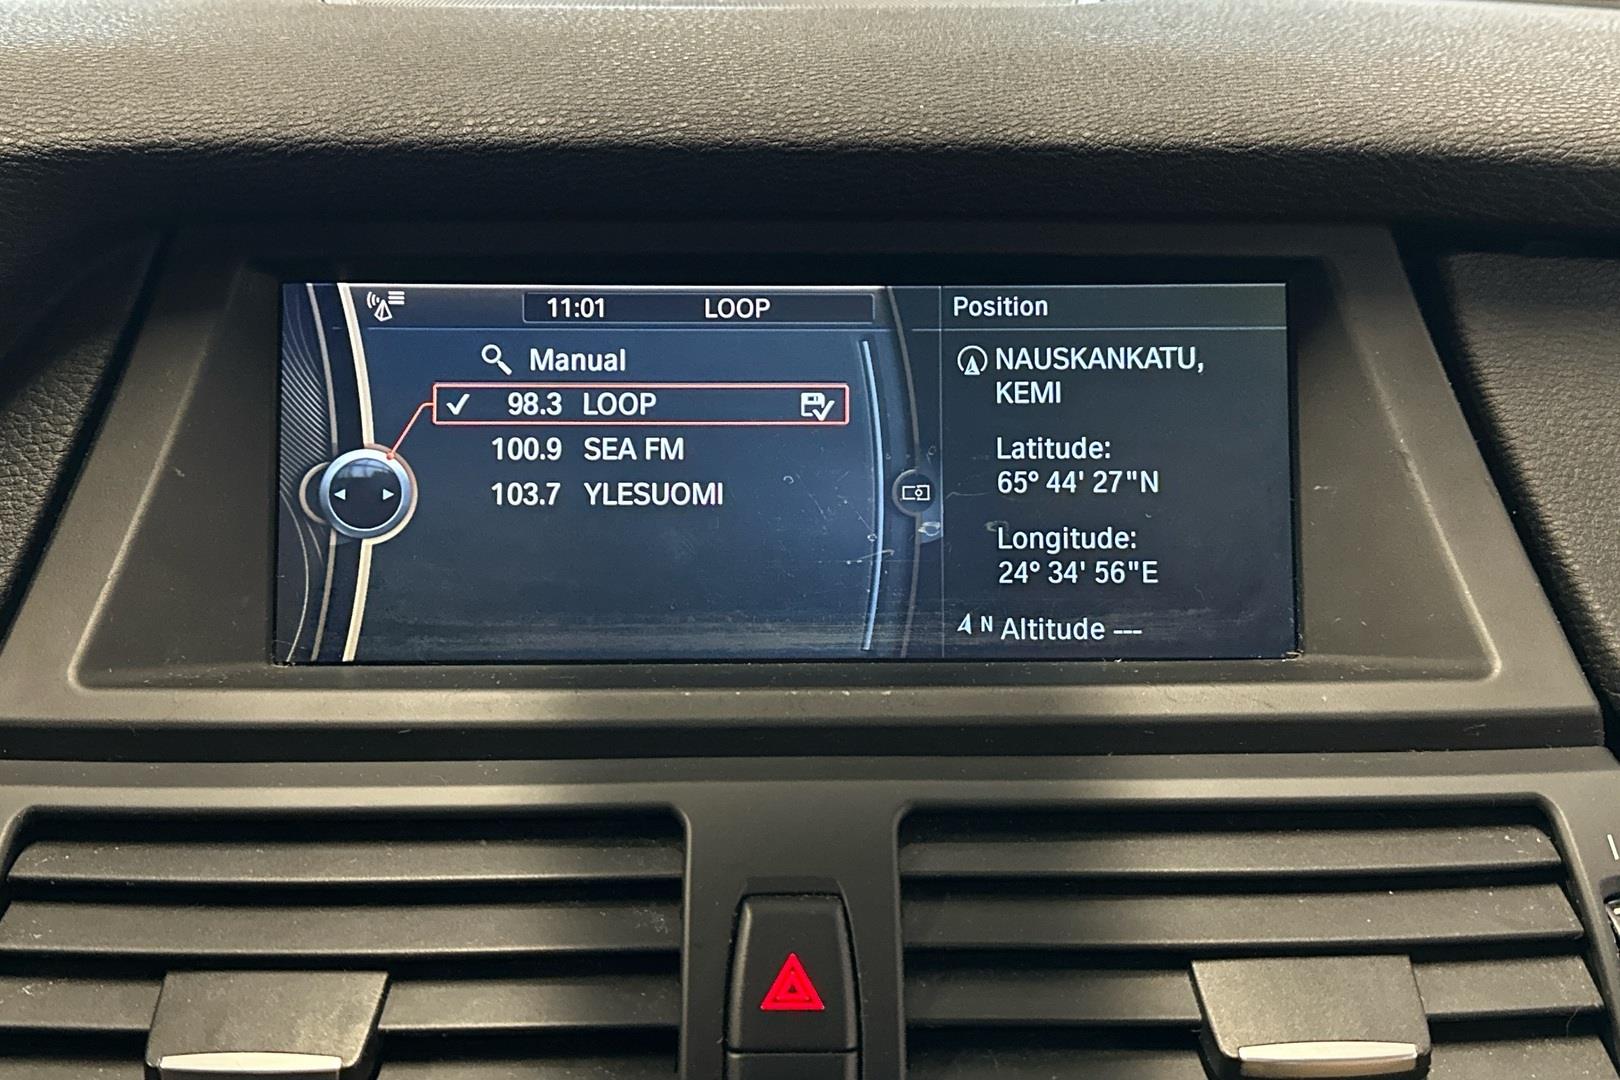 11:01 LOOP
Manual
98.3 LOOP
100.9 SEA FM
103.7 YLESUOMI
Position
NAUSKANKATU,
KEMI
Latitude:
65° 44' 27"N
Longitude:
24° 34' 56"E
N Altitude ---